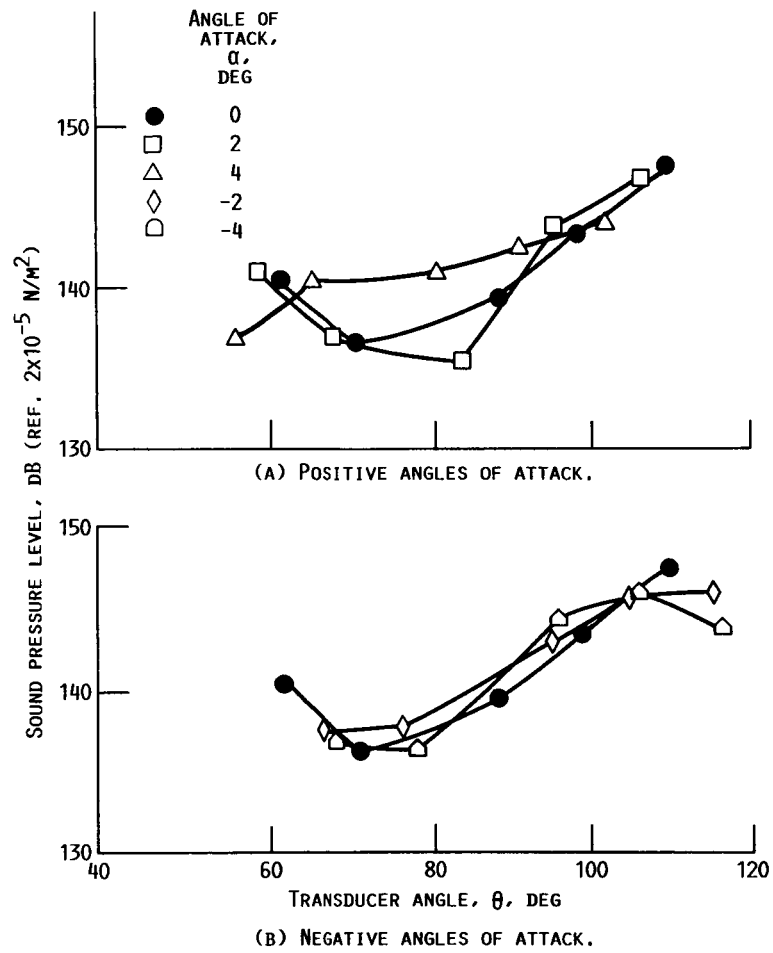 ANGLE OF
ATTACK,
α,
DEG
0
2
4
-2
-4
150
140
130
(A) POSITIVE ANGLES OF ATTACK.
SOUND PRESSURE LEVEL, DB (REF. 2x10⁻⁵ N/M²)
150
140
130
40 60 80 100 120
TRANSDUCER ANGLE, θ, DEG
(B) NEGATIVE ANGLES OF ATTACK.